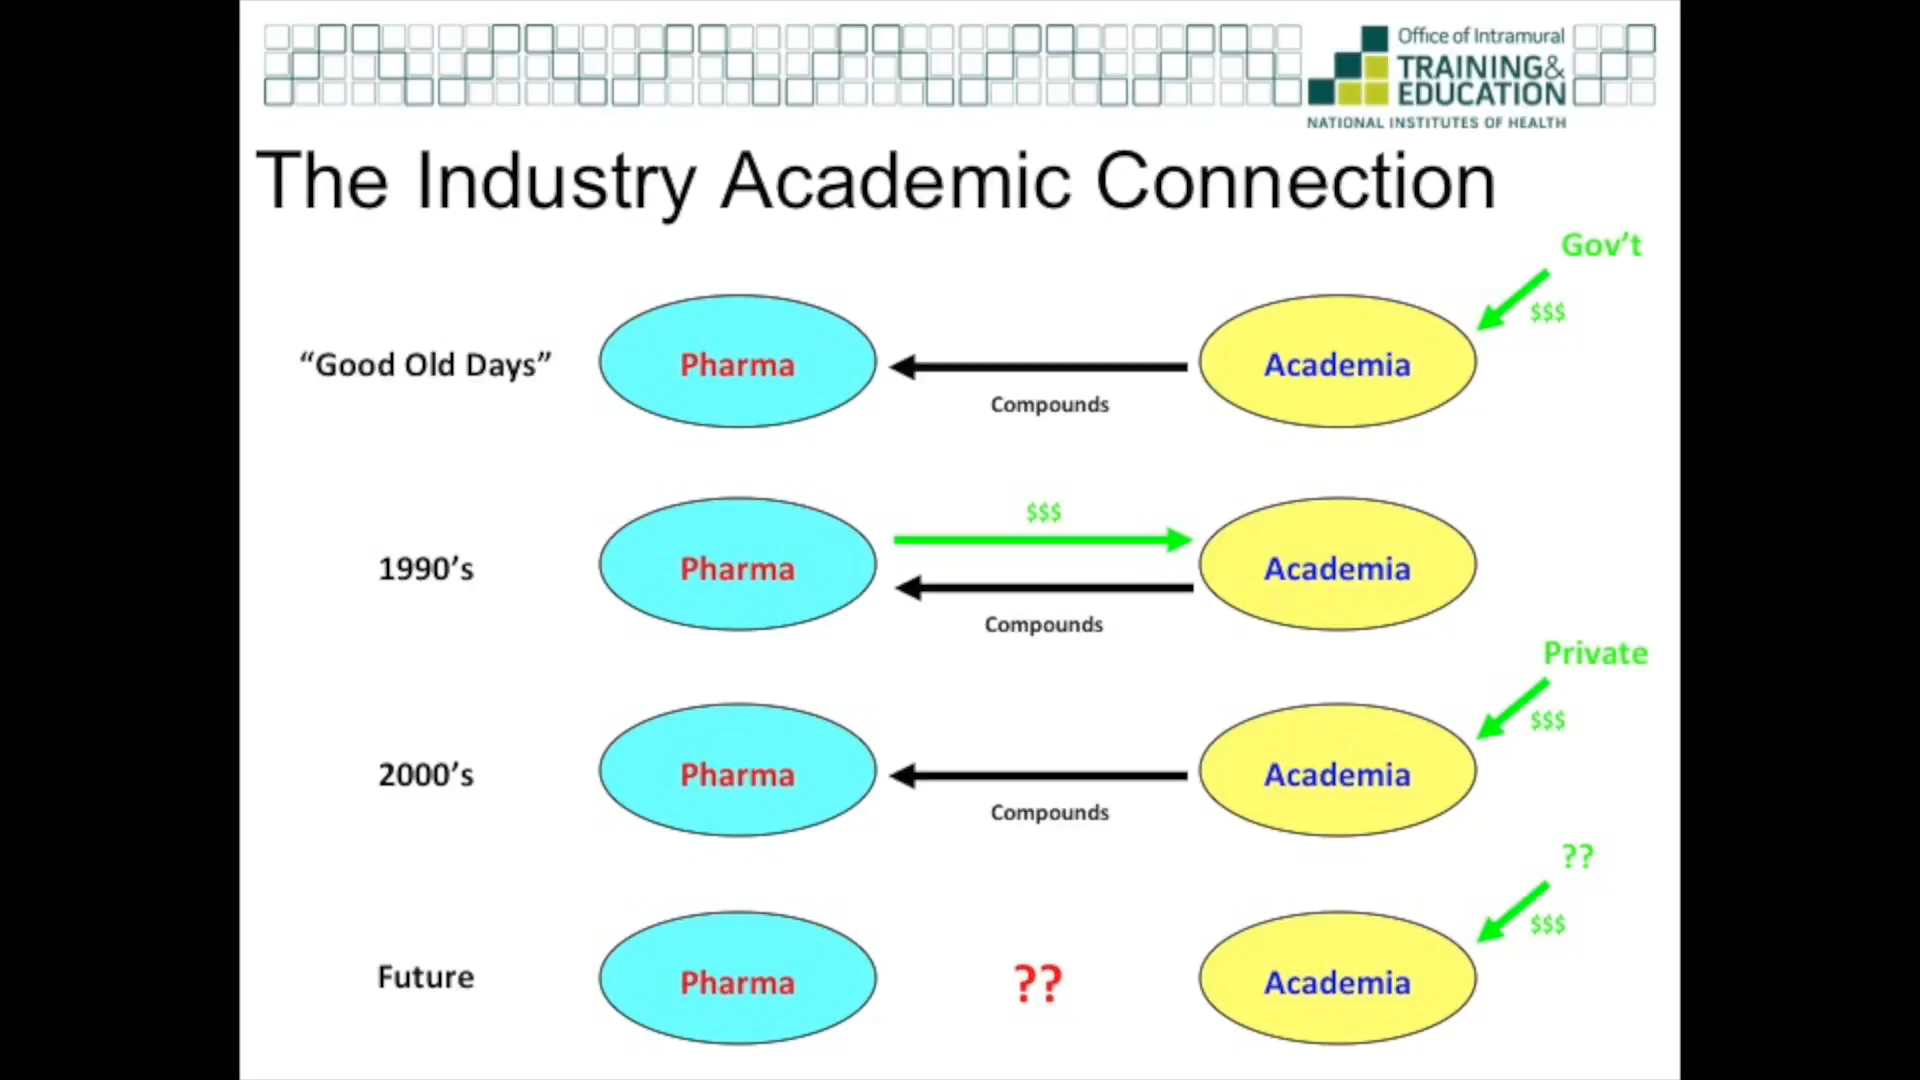 Office of Intramural
TRAINING&
EDUCATION
NATIONAL INSTITUTES OF HEALTH
The Industry Academic Connection
Gov't
$$$
“Good Old Days”
Pharma
Compounds
Academia
1990’s
Pharma
$$$
Compounds
Academia
Private
$$$
2000’s
Pharma
Compounds
Academia
??
$$$
Future
Pharma
??
Academia